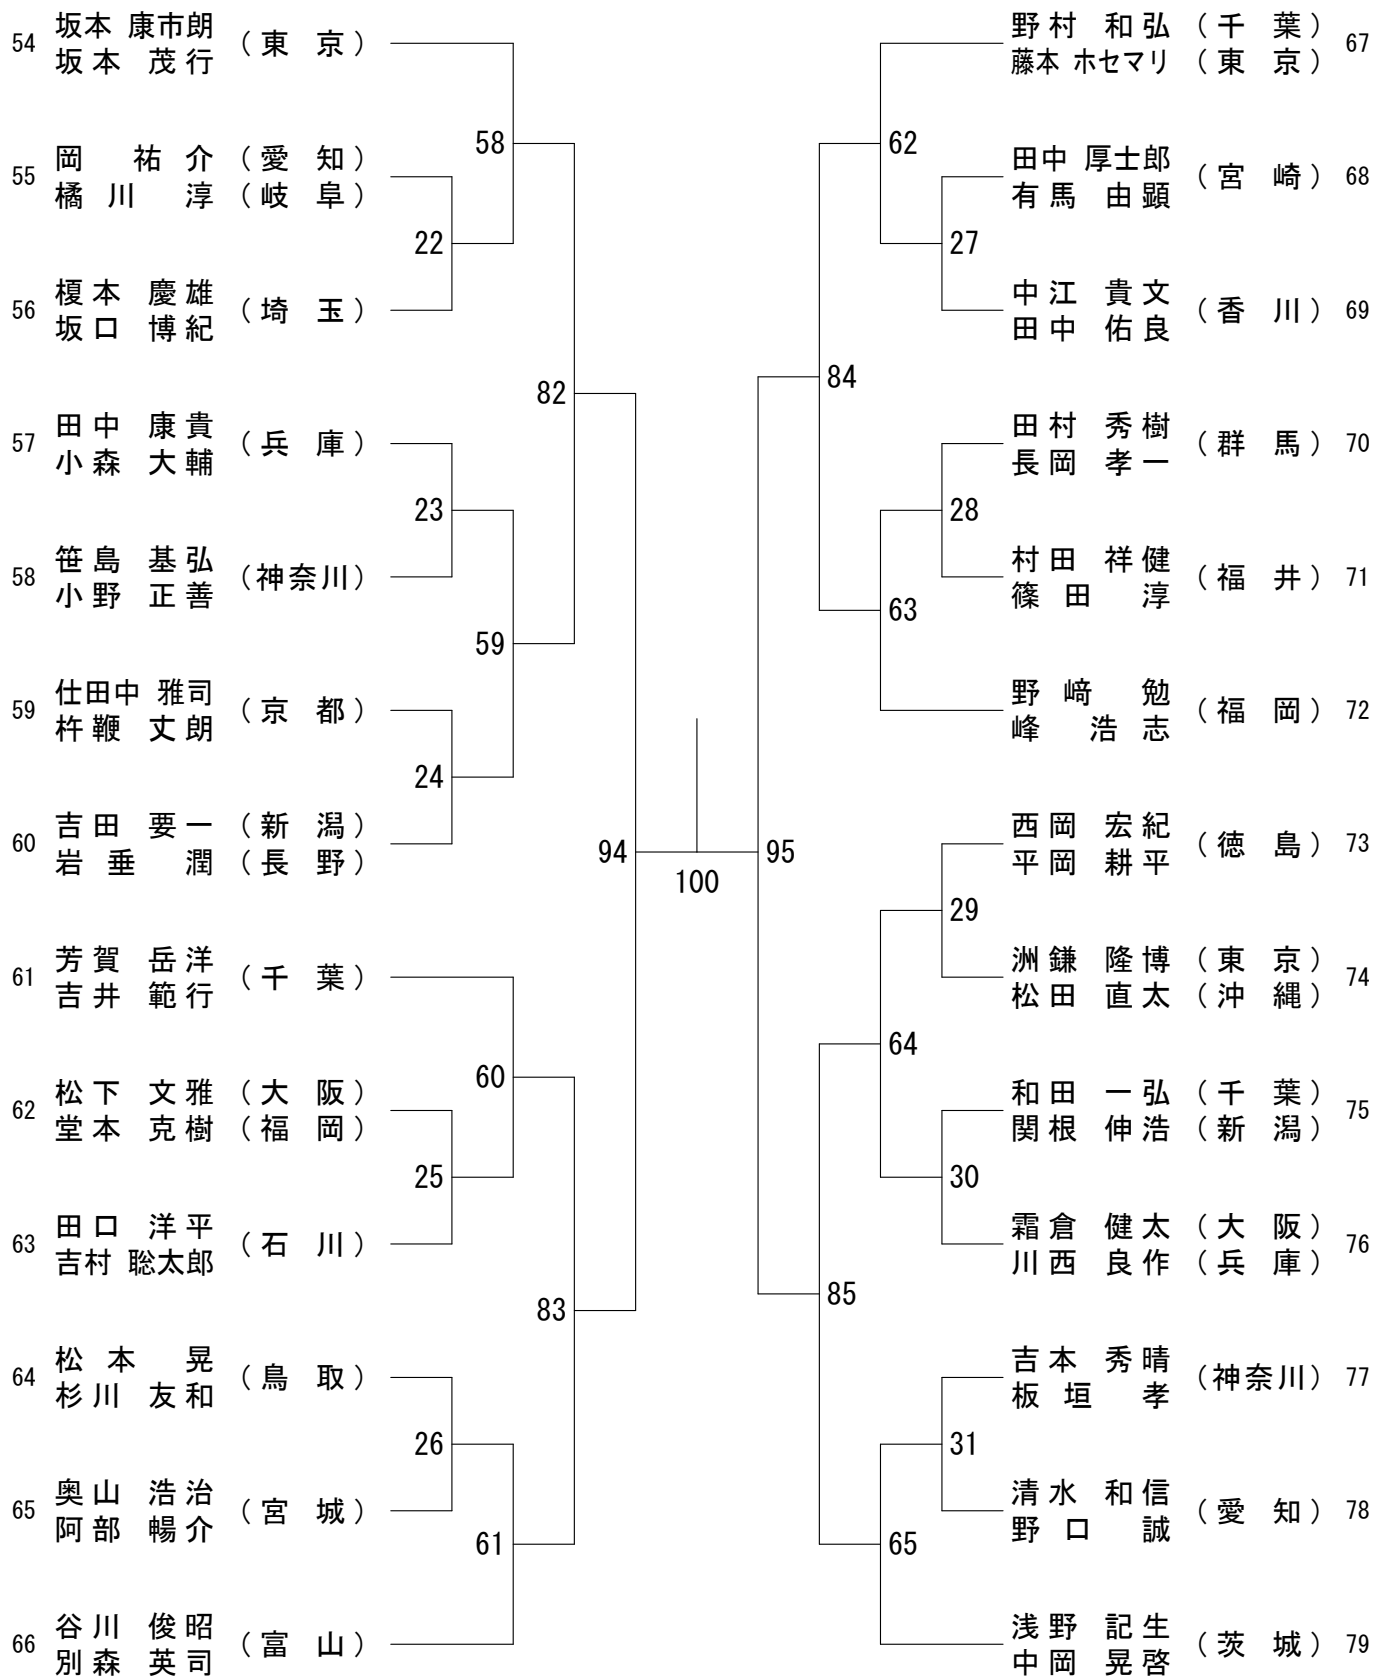 54 坂本 康市朗 (東 京)
坂本 茂行
55 岡 祐介 (愛 知)
橘川 淳 (岐 阜)
56 榎本 慶雄 (埼 玉)
坂口 博紀
57 田中 康貴 (兵 庫)
小森 大輔
58 笹島 基弘 (神奈川)
小野 正善
59 仕田中 雅司 (京 都)
杵鞭 丈朗
60 吉田 要一 (新 潟)
岩垂 潤 (長 野)
61 芳賀 岳洋 (千 葉)
吉井 範行
62 松下 文雅 (大 阪)
堂本 克樹 (福 岡)
63 田口 洋平 (石 川)
吉村 聡太郎
64 松本 晃 (鳥 取)
杉川 友和
65 奥山 浩治 (宮 城)
阿部 暢介
66 谷川 俊昭 (富 山)
別森 英司
58
22
82
23
59
24
94
60
25
83
26
61
100
95
62
27
84
28
63
29
64
30
85
31
65
野村 和弘 (千 葉) 67
藤本 ホセマリ (東 京)
田中 厚士郎 (宮 崎) 68
有馬 由顕
中江 貴文 (香 川) 69
田中 佑良
田村 秀樹 (群 馬) 70
長岡 孝一
村田 祥健 (福 井) 71
篠田 淳
野﨑 勉 (福 岡) 72
峰 浩志
西岡 宏紀 (徳 島) 73
平岡 耕平
洲鎌 隆博 (東 京) 74
松田 直太 (沖 縄)
和田 一弘 (千 葉) 75
関根 伸浩 (新 潟)
霜倉 健太 (大 阪) 76
川西 良作 (兵 庫)
吉本 秀晴 (神奈川) 77
板垣 孝
清水 和信 (愛 知) 78
野口 誠
浅野 記生 (茨 城) 79
中岡 晃啓